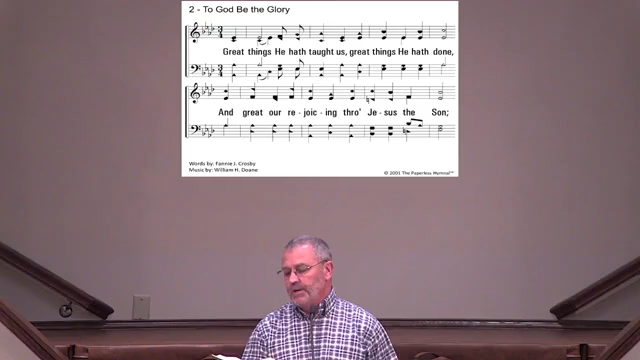 2 - To God Be the Glory
Great things He hath taught us, great things He hath done,
And great our re - joic - ing thro' Je - sus the Son;
Words by: Fannie J. Crosby
Music by: William H. Doane
© 2001 The Paperless Hymnal™